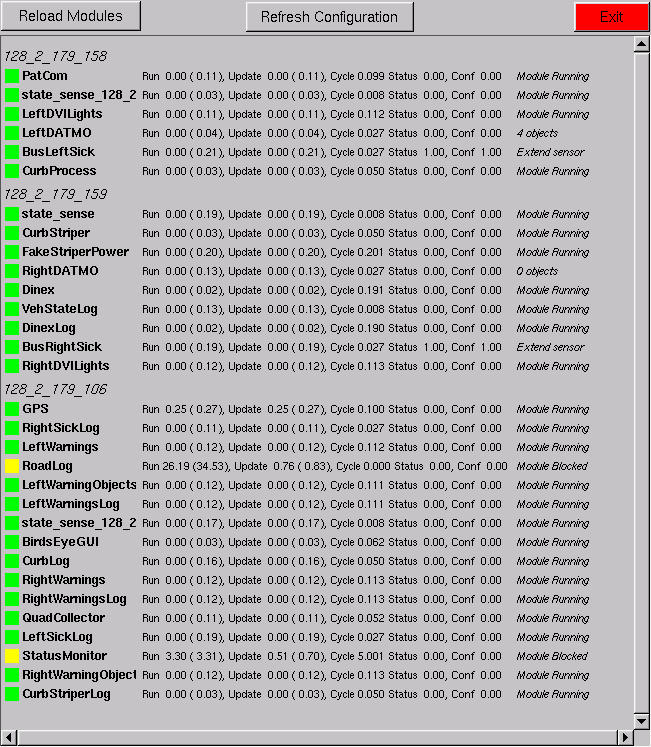 Reload Modules Refresh Configuration Exit
128_2_179_158
PatCom Run 0.00 ( 0.11), Update 0.00 ( 0.11), Cycle 0.099 Status 0.00, Conf 0.00 Module Running
state_sense_128_2 Run 0.00 ( 0.03), Update 0.00 ( 0.03), Cycle 0.008 Status 0.00, Conf 0.00 Module Running
LeftDVILights Run 0.00 ( 0.11), Update 0.00 ( 0.11), Cycle 0.112 Status 0.00, Conf 0.00 Module Running
LeftDATMO Run 0.00 ( 0.04), Update 0.00 ( 0.04), Cycle 0.027 Status 0.00, Conf 0.00 4 objects
BusLeftSick Run 0.00 ( 0.21), Update 0.00 ( 0.21), Cycle 0.027 Status 1.00, Conf 1.00 Extend sensor
CurbProcess Run 0.00 ( 0.03), Update 0.00 ( 0.03), Cycle 0.050 Status 0.00, Conf 0.00 Module Running
128_2_179_159
state_sense Run 0.00 ( 0.19), Update 0.00 ( 0.19), Cycle 0.008 Status 0.00, Conf 0.00 Module Running
CurbStriper Run 0.00 ( 0.03), Update 0.00 ( 0.03), Cycle 0.050 Status 0.00, Conf 0.00 Module Running
FakeStriperPower Run 0.00 ( 0.20), Update 0.00 ( 0.20), Cycle 0.201 Status 0.00, Conf 0.00 Module Running
RightDATMO Run 0.00 ( 0.13), Update 0.00 ( 0.13), Cycle 0.027 Status 0.00, Conf 0.00 0 objects
Dinex Run 0.00 ( 0.02), Update 0.00 ( 0.02), Cycle 0.191 Status 0.00, Conf 0.00 Module Running
VehStateLog Run 0.00 ( 0.13), Update 0.00 ( 0.13), Cycle 0.008 Status 0.00, Conf 0.00 Module Running
DinexLog Run 0.00 ( 0.02), Update 0.00 ( 0.02), Cycle 0.190 Status 0.00, Conf 0.00 Module Running
BusRightSick Run 0.00 ( 0.19), Update 0.00 ( 0.19), Cycle 0.027 Status 1.00, Conf 1.00 Extend sensor
RightDVILights Run 0.00 ( 0.12), Update 0.00 ( 0.12), Cycle 0.113 Status 0.00, Conf 0.00 Module Running
128_2_179_106
GPS Run 0.25 ( 0.27), Update 0.25 ( 0.27), Cycle 0.100 Status 0.00, Conf 0.00 Module Running
RightSickLog Run 0.00 ( 0.11), Update 0.00 ( 0.11), Cycle 0.027 Status 0.00, Conf 0.00 Module Running
LeftWarnings Run 0.00 ( 0.12), Update 0.00 ( 0.12), Cycle 0.112 Status 0.00, Conf 0.00 Module Running
RoadLog Run 26.19 (34.53), Update 0.76 ( 0.83), Cycle 0.000 Status 0.00, Conf 0.00 Module Blocked
LeftWarningObjects Run 0.00 ( 0.12), Update 0.00 ( 0.12), Cycle 0.111 Status 0.00, Conf 0.00 Module Running
LeftWarningsLog Run 0.00 ( 0.12), Update 0.00 ( 0.12), Cycle 0.111 Status 0.00, Conf 0.00 Module Running
state_sense_128_2 Run 0.00 ( 0.17), Update 0.00 ( 0.17), Cycle 0.008 Status 0.00, Conf 0.00 Module Running
BirdsEyeGUI Run 0.00 ( 0.03), Update 0.00 ( 0.03), Cycle 0.062 Status 0.00, Conf 0.00 Module Running
CurbLog Run 0.00 ( 0.16), Update 0.00 ( 0.16), Cycle 0.050 Status 0.00, Conf 0.00 Module Running
RightWarnings Run 0.00 ( 0.12), Update 0.00 ( 0.12), Cycle 0.113 Status 0.00, Conf 0.00 Module Running
RightWarningsLog Run 0.00 ( 0.12), Update 0.00 ( 0.12), Cycle 0.113 Status 0.00, Conf 0.00 Module Running
QuadCollector Run 0.00 ( 0.11), Update 0.00 ( 0.11), Cycle 0.052 Status 0.00, Conf 0.00 Module Running
LeftSickLog Run 0.00 ( 0.19), Update 0.00 ( 0.19), Cycle 0.027 Status 0.00, Conf 0.00 Module Running
StatusMonitor Run 3.30 ( 3.31), Update 0.51 ( 0.70), Cycle 5.001 Status 0.00, Conf 0.00 Module Blocked
RightWarningObject Run 0.00 ( 0.12), Update 0.00 ( 0.12), Cycle 0.113 Status 0.00, Conf 0.00 Module Running
CurbStriperLog Run 0.00 ( 0.03), Update 0.00 ( 0.03), Cycle 0.050 Status 0.00, Conf 0.00 Module Running